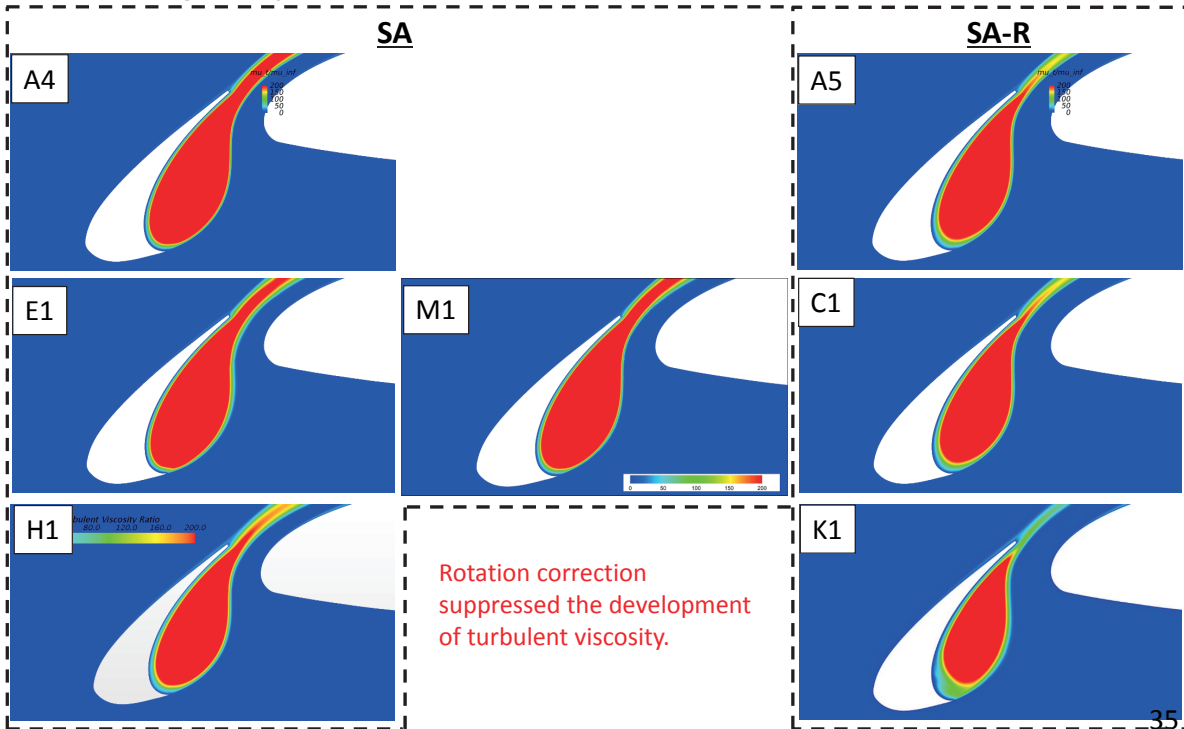 SA
SA-R
A4
mu_t/mu_inf
200
150
100
50
0
A5
mu_t/mu_inf
200
150
100
50
0
E1
M1
0 50 100 150 200
C1
H1
bulent Viscosity Ratio
80.0 120.0 160.0 200.0
Rotation correction
suppressed the development
of turbulent viscosity.
K1
35